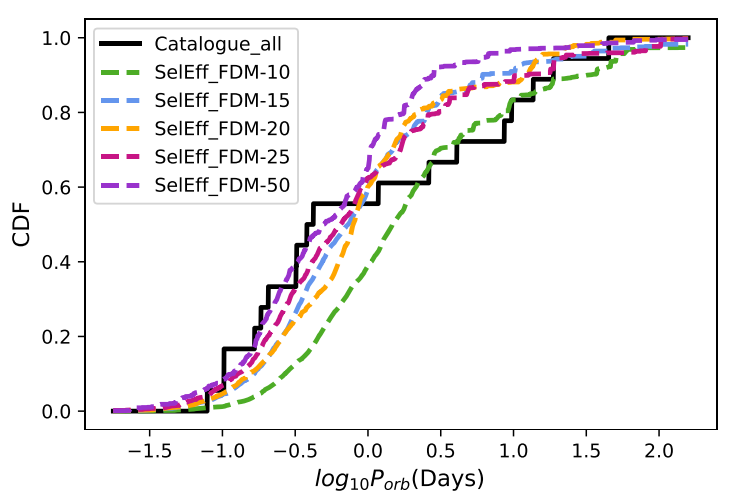 Catalogue_all
SelEff_FDM-10
SelEff_FDM-15
SelEff_FDM-20
SelEff_FDM-25
SelEff_FDM-50
1.0
0.8
0.6
0.4
0.2
0.0
CDF
−1.5 −1.0 −0.5 0.0 0.5 1.0 1.5 2.0
log₁₀Pₒᵣb(Days)